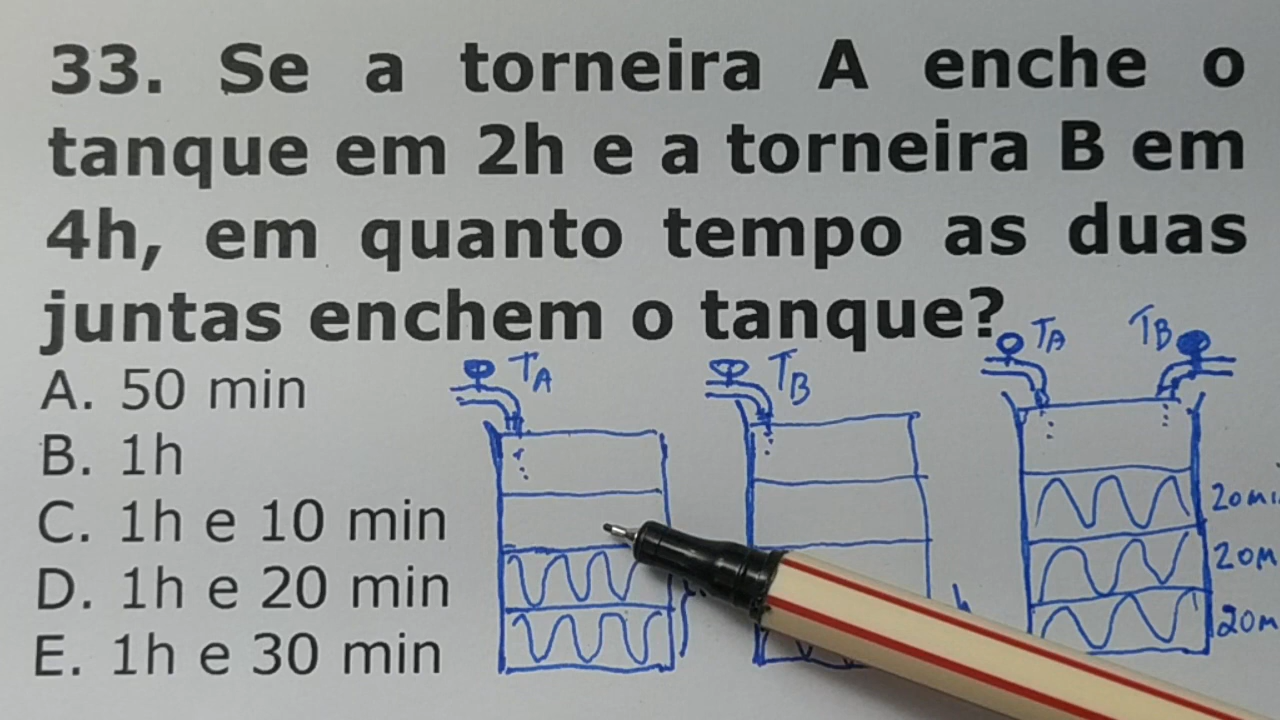 33. Se a torneira A enche o
tanque em 2h e a torneira B em
4h, em quanto tempo as duas
juntas enchem o tanque?
A. 50 min
B. 1h
C. 1h e 10 min
D. 1h e 20 min
E. 1h e 30 min
TA
TB
TA
TB
20mi
20m
20m